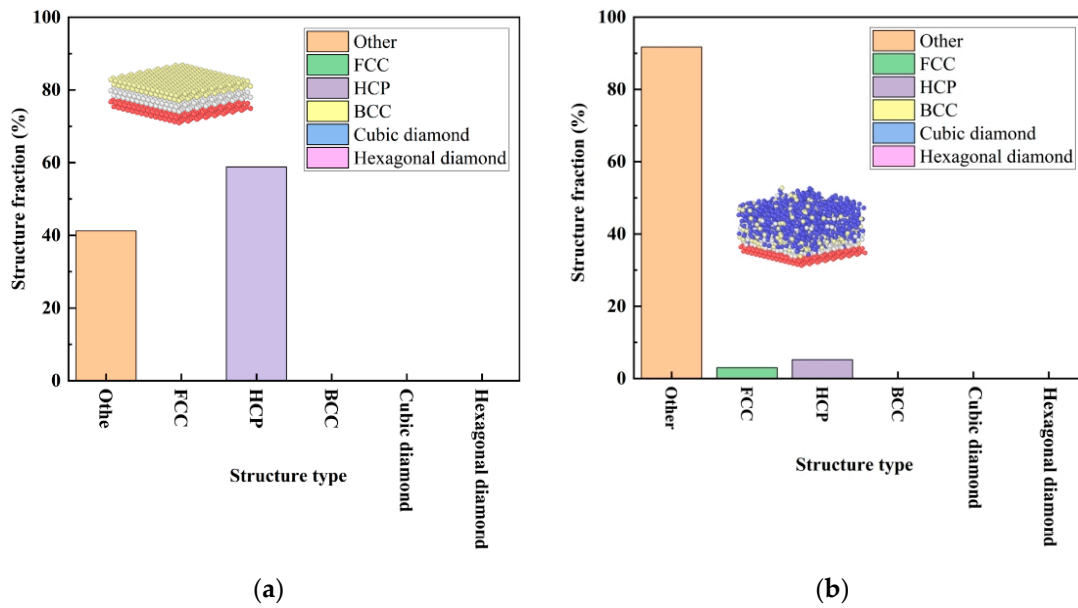 100
80
60
40
20
0
Structure fraction (%)
Other
FCC
HCP
BCC
Cubic diamond
Hexagonal diamond
Othe
FCC
HCP
BCC
Cubic diamond
Hexagonal diamond
Structure type
(a)
100
80
60
40
20
0
Structure fraction (%)
Other
FCC
HCP
BCC
Cubic diamond
Hexagonal diamond
Other
FCC
HCP
BCC
Cubic diamond
Hexagonal diamond
Structure type
(b)